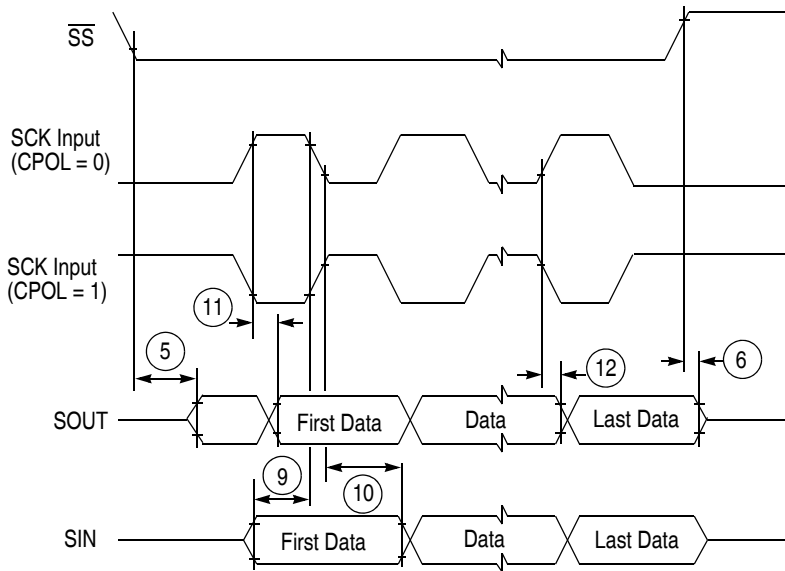 SS
SCK Input
(CPOL = 0)
SCK Input
(CPOL = 1)
11
5
12
6
SOUT
First Data
Data
Last Data
9
10
SIN
First Data
Data
Last Data